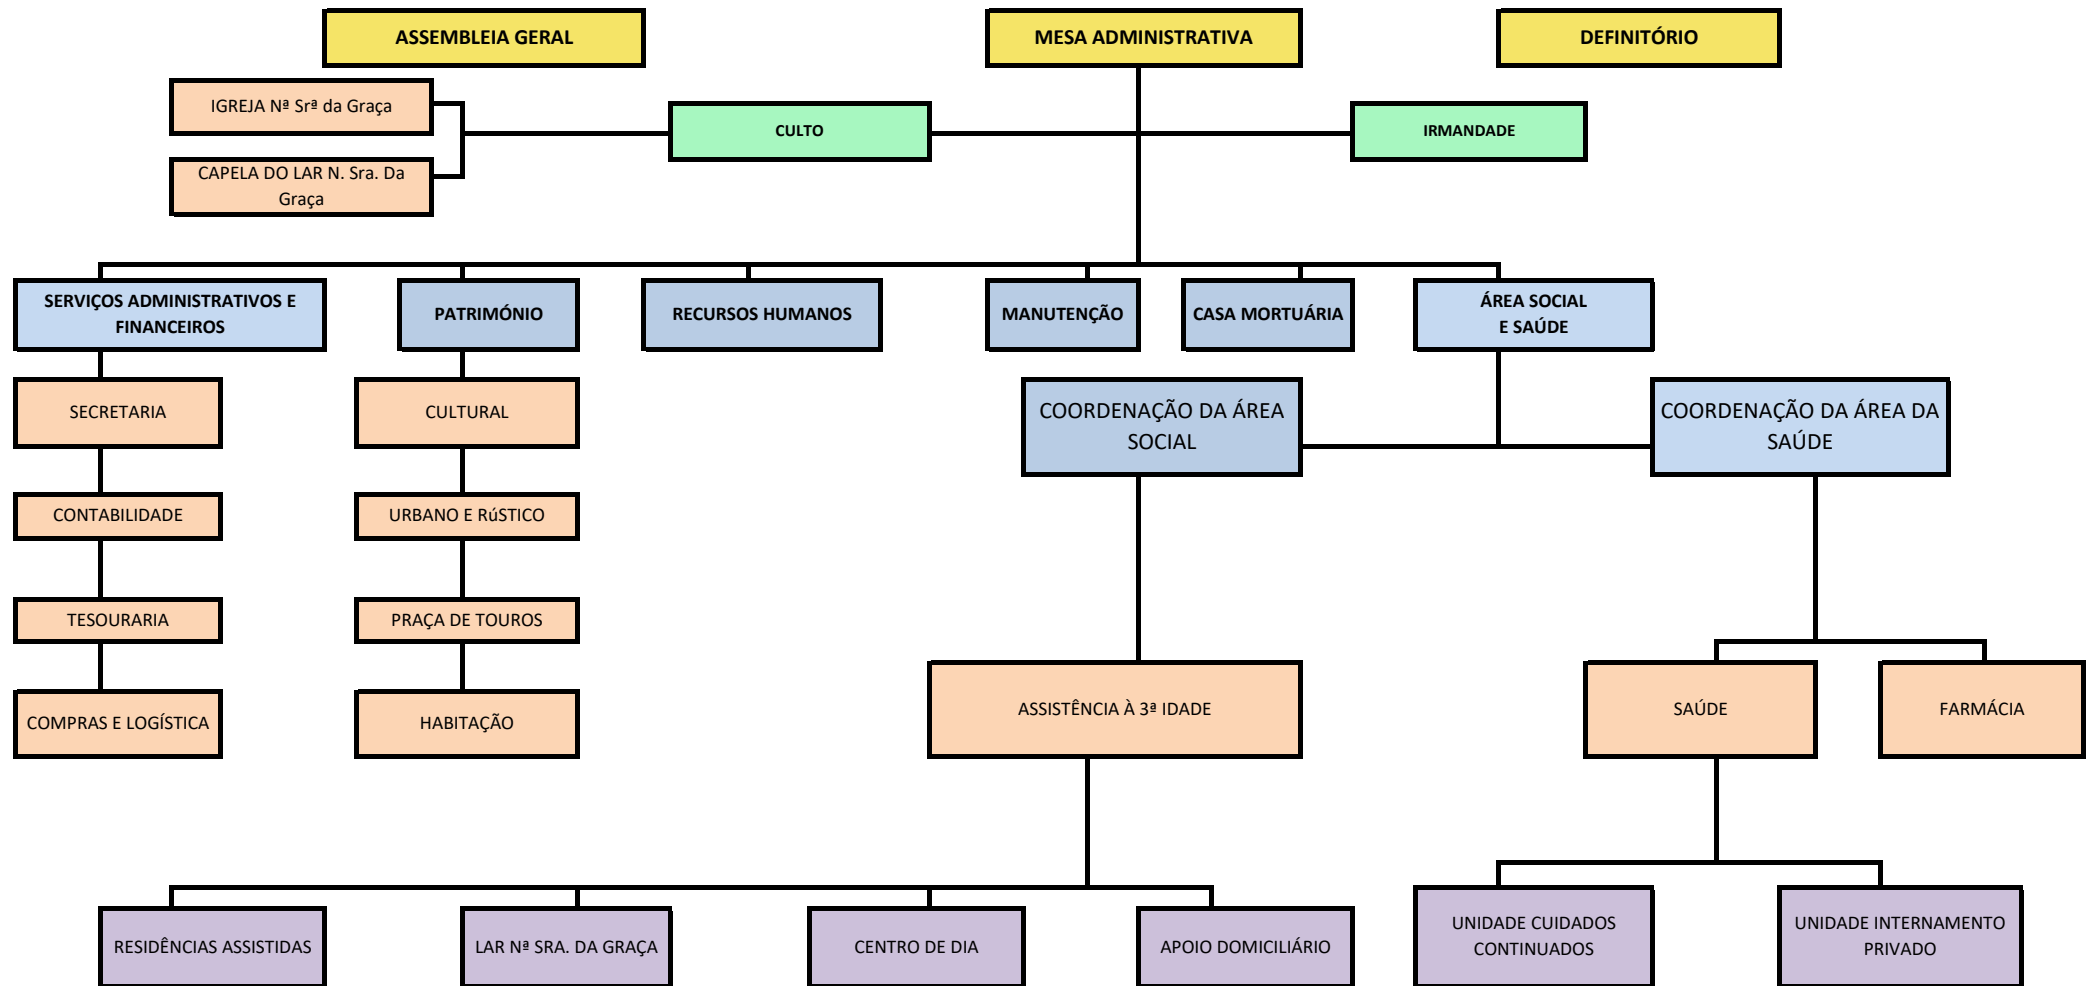 ASSEMBLEIA GERAL
MESA ADMINISTRATIVA
DEFINITÓRIO
IGREJA Nª Srª da Graça
CULTO
IRMANDADE
CAPELA DO LAR N. Sra. Da
Graça
SERVIÇOS ADMINISTRATIVOS E
FINANCEIROS
PATRIMÓNIO
RECURSOS HUMANOS
MANUTENÇÃO
CASA MORTUÁRIA
ÁREA SOCIAL
E SAÚDE
SECRETARIA
CULTURAL
COORDENAÇÃO DA ÁREA
SOCIAL
COORDENAÇÃO DA ÁREA DA
SAÚDE
CONTABILIDADE
URBANO E RúSTICO
TESOURARIA
PRAÇA DE TOUROS
COMPRAS E LOGÍSTICA
HABITAÇÃO
ASSISTÊNCIA À 3ª IDADE
SAÚDE
FARMÁCIA
RESIDÊNCIAS ASSISTIDAS
LAR Nª SRA. DA GRAÇA
CENTRO DE DIA
APOIO DOMICILIÁRIO
UNIDADE CUIDADOS
CONTINUADOS
UNIDADE INTERNAMENTO
PRIVADO